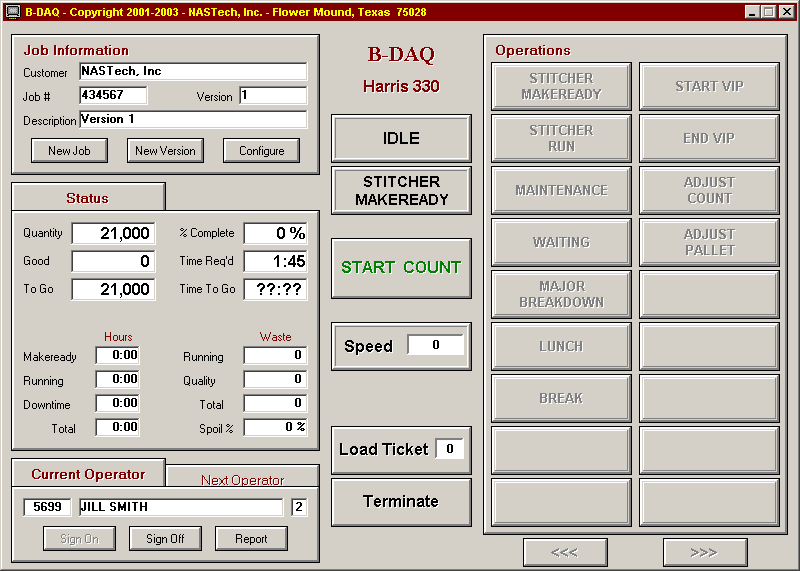 B-DAQ - Copyright 2001-2003 - NASTech, Inc. - Flower Mound, Texas 75028
Job Information
Customer NASTech, Inc
Job # 434567 Version 1
Description Version 1
New Job New Version Configure
Status
Quantity 21,000 % Complete 0 %
Good 0 Time Req'd 1:45
To Go 21,000 Time To Go ??:??
Hours Waste
Makeready 0:00 Running 0
Running 0:00 Quality 0
Downtime 0:00 Total 0
Total 0:00 Spoil % 0 %
Current Operator Next Operator
5699 JILL SMITH 2
Sign On Sign Off Report
B-DAQ
Harris 330
IDLE
STITCHER
MAKEREADY
START COUNT
Speed 0
Load Ticket 0
Terminate
Operations
STITCHER
MAKEREADY
START VIP
STITCHER
RUN
END VIP
MAINTENANCE
ADJUST
COUNT
WAITING
ADJUST
PALLET
MAJOR
BREAKDOWN
LUNCH
BREAK
<<< >>>